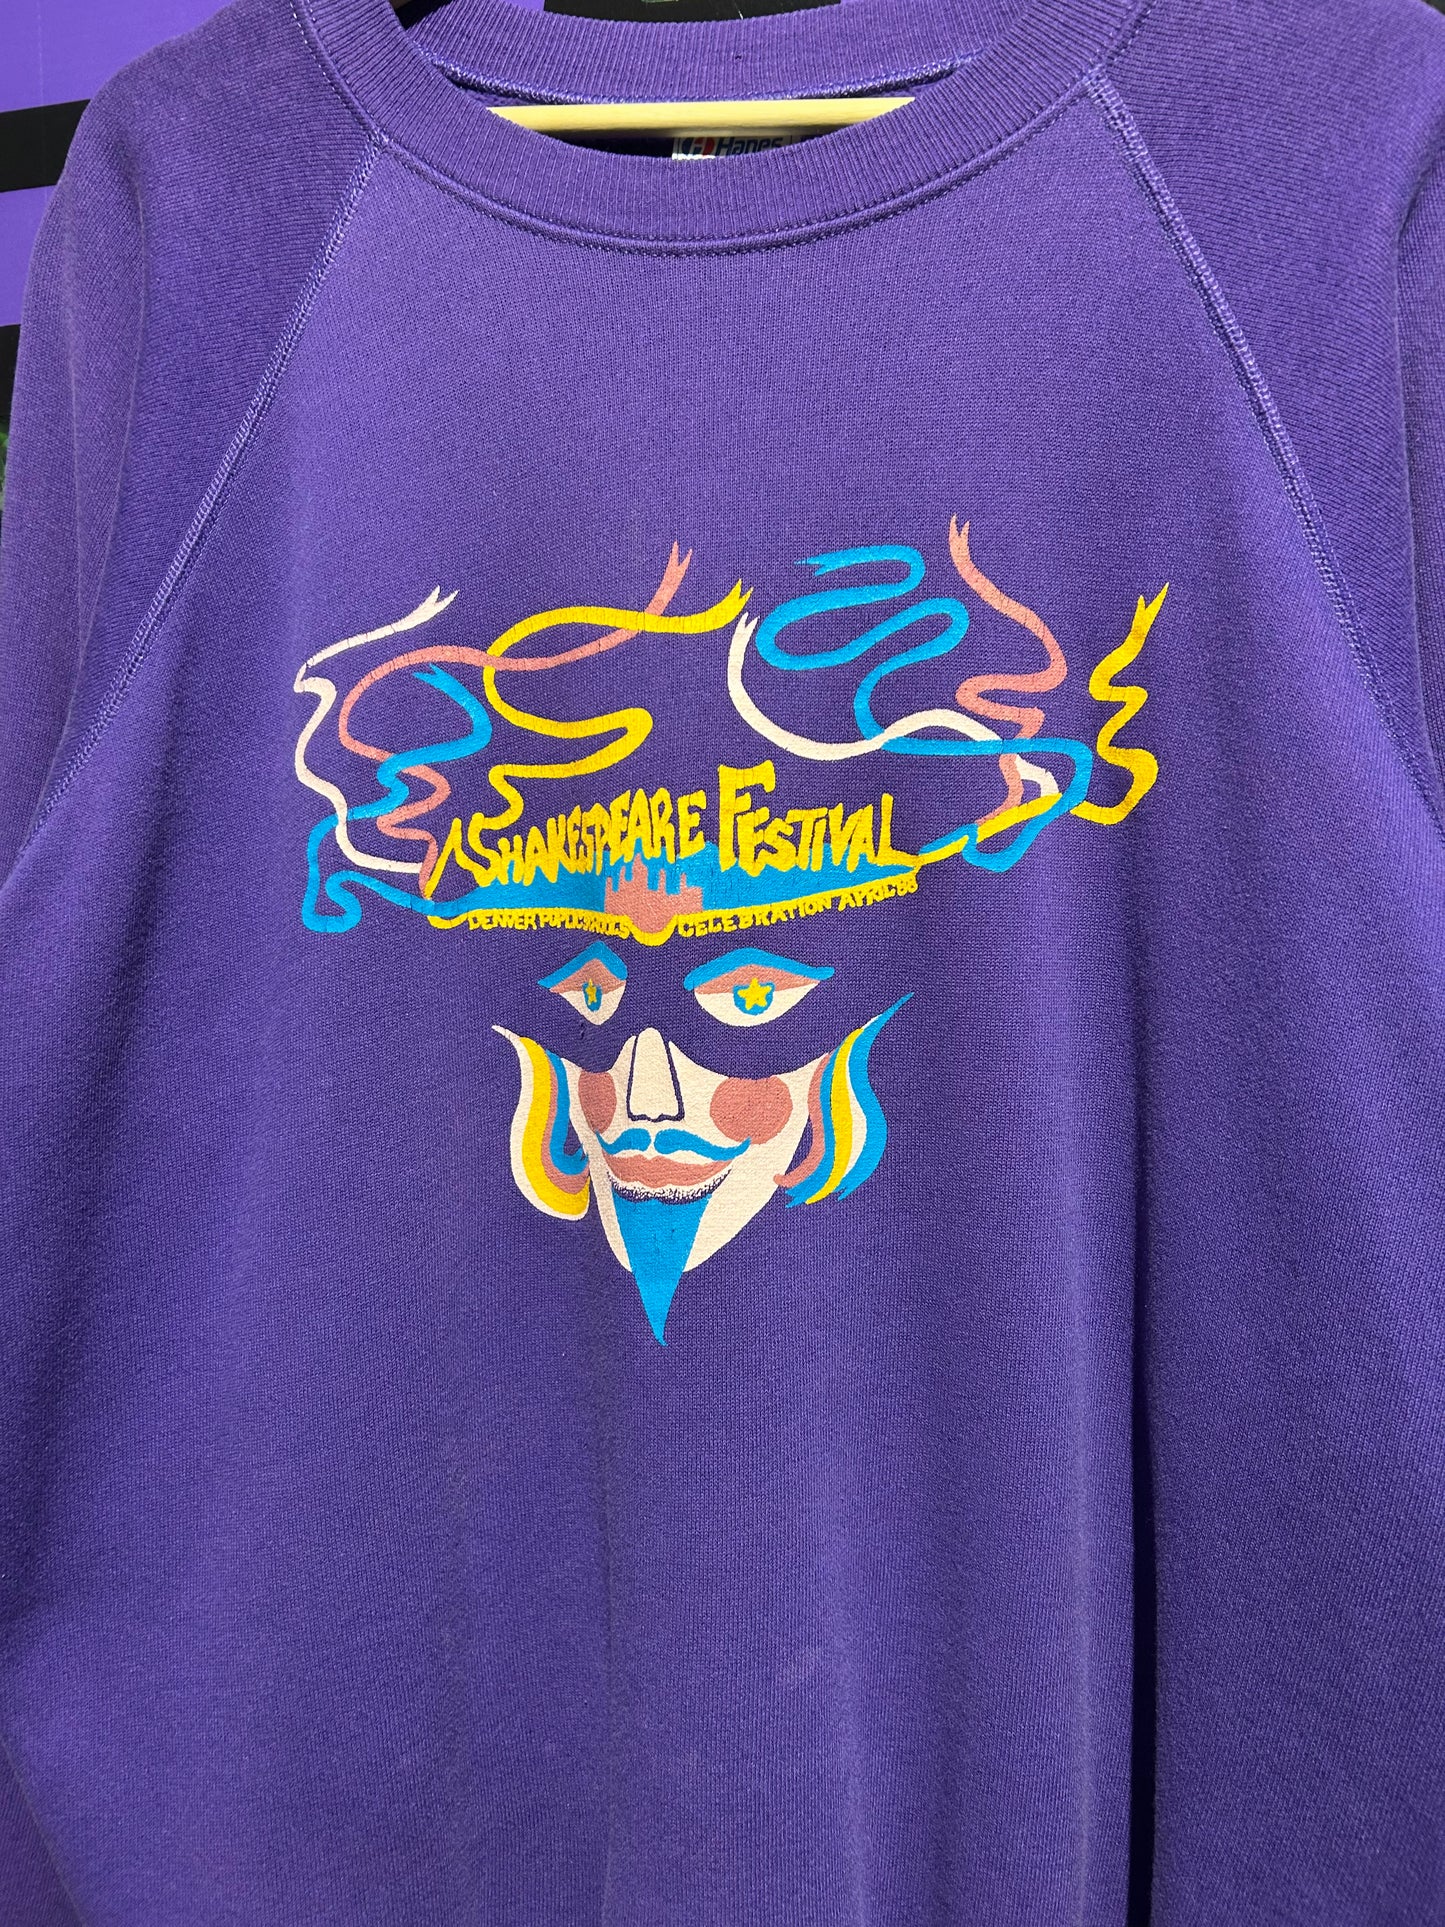 Hanes
SHAKESPEARE FESTIVAL
DENVER PUBLIC SCHOOLS CELEBRATION APRIL 88